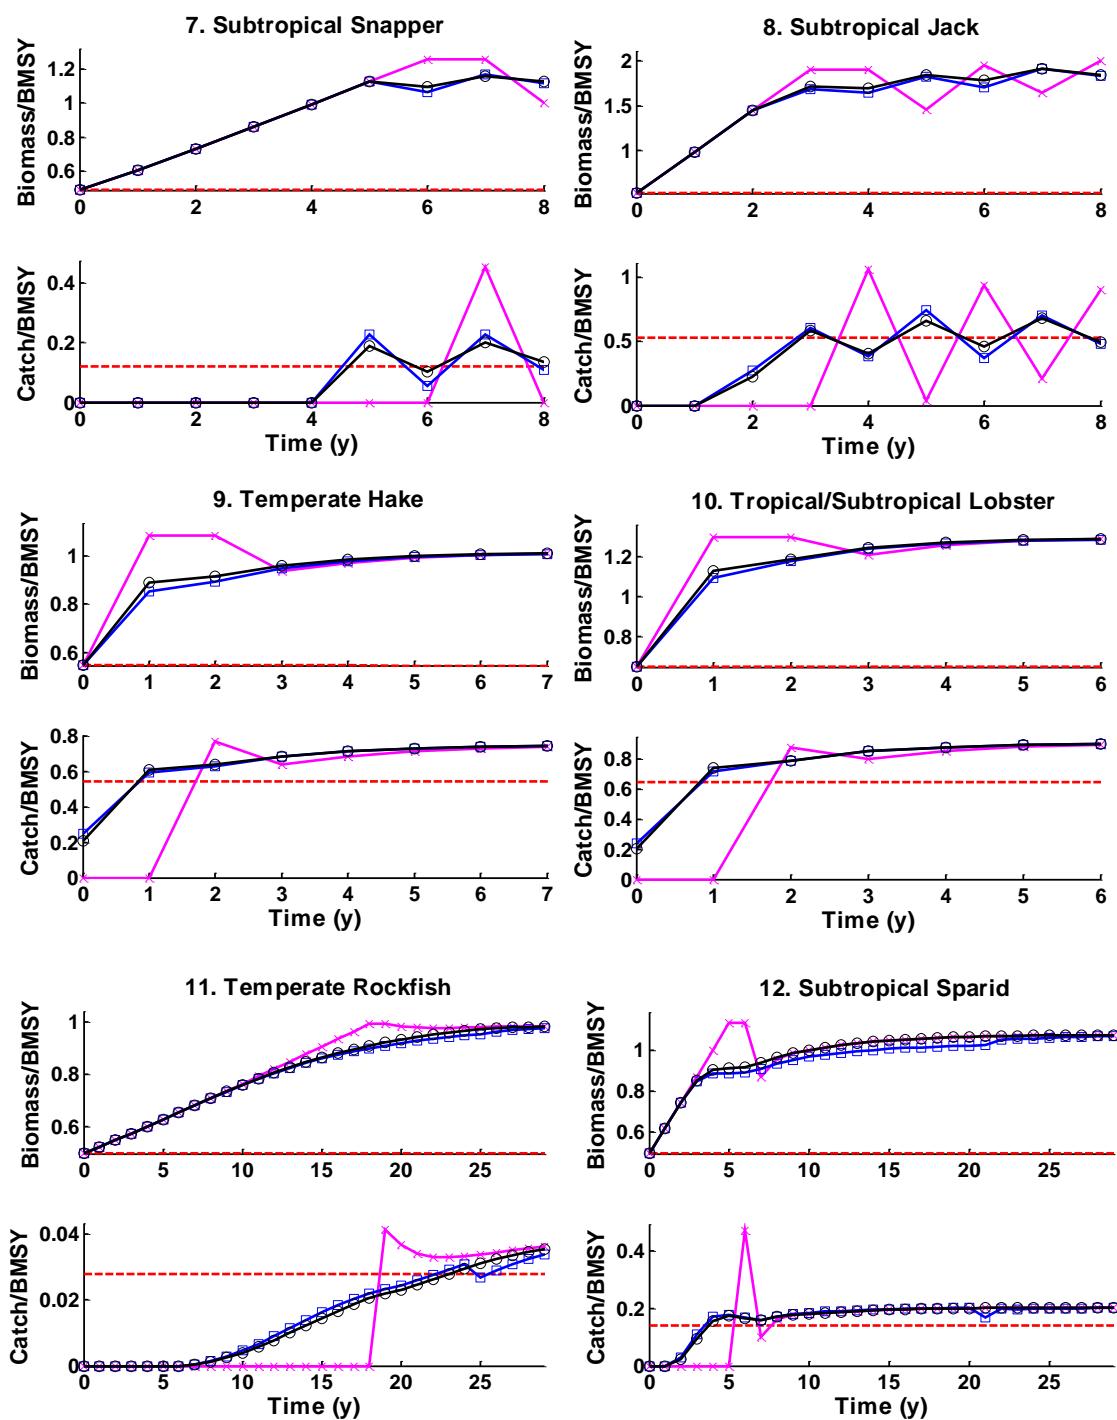 7. Subtropical Snapper
8. Subtropical Jack
Biomass/BMSY
1.2
1
0.8
0.6
0 2 4 6 8
Biomass/BMSY
2
1.5
1
0 2 4 6 8
Catch/BMSY
0.4
0.2
0
0 2 4 6 8
Time (y)
Catch/BMSY
1
0.5
0
0 2 4 6 8
Time (y)
9. Temperate Hake
10. Tropical/Subtropical Lobster
Biomass/BMSY
1
0.8
0.6
0 1 2 3 4 5 6 7
Biomass/BMSY
1.2
1
0.8
0 1 2 3 4 5 6
Catch/BMSY
0.8
0.6
0.4
0.2
0
0 1 2 3 4 5 6 7
Time (y)
Catch/BMSY
0.8
0.6
0.4
0.2
0
0 1 2 3 4 5 6
Time (y)
11. Temperate Rockfish
12. Subtropical Sparid
Biomass/BMSY
1
0.8
0.6
0 5 10 15 20 25
Biomass/BMSY
1
0.8
0.6
0 5 10 15 20 25
Catch/BMSY
0.04
0.02
0
0 5 10 15 20 25
Time (y)
Catch/BMSY
0.4
0.2
0
0 5 10 15 20 25
Time (y)